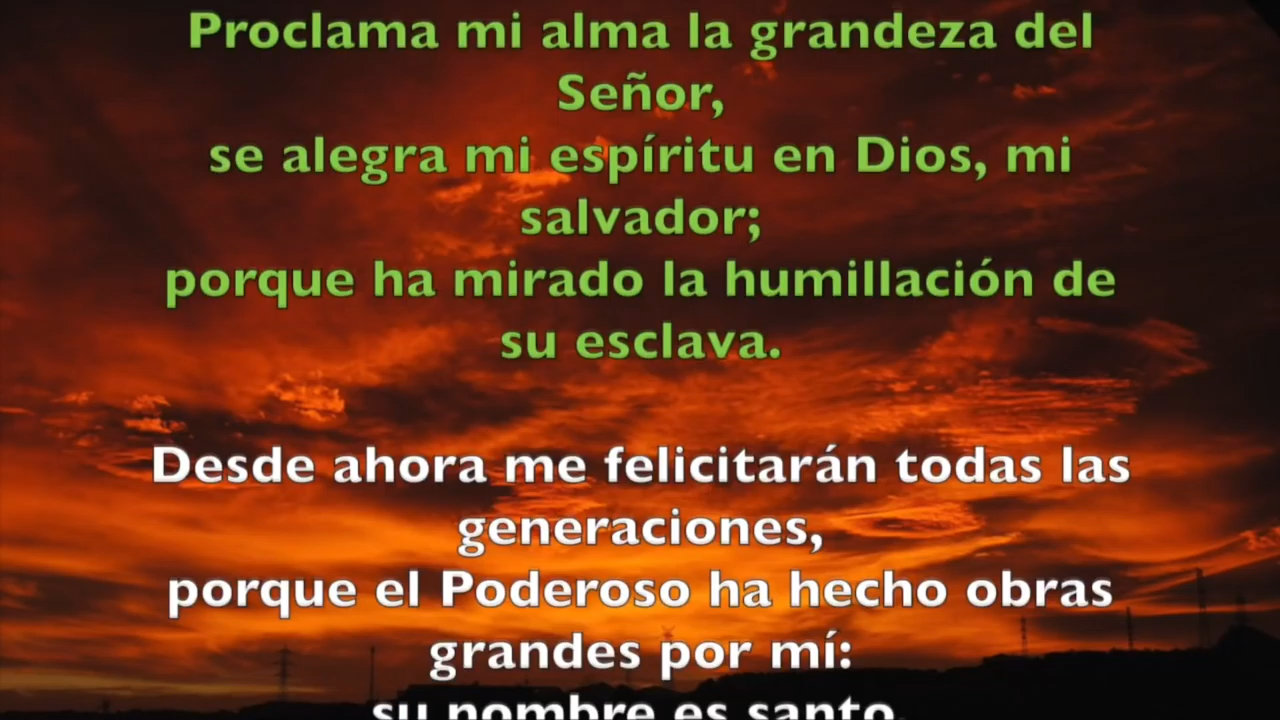 Proclama mi alma la grandeza del
Señor,
se alegra mi espíritu en Dios, mi
salvador;
porque ha mirado la humillación de
su esclava.
Desde ahora me felicitarán todas las
generaciones,
porque el Poderoso ha hecho obras
grandes por mí:
su nombre es santo,